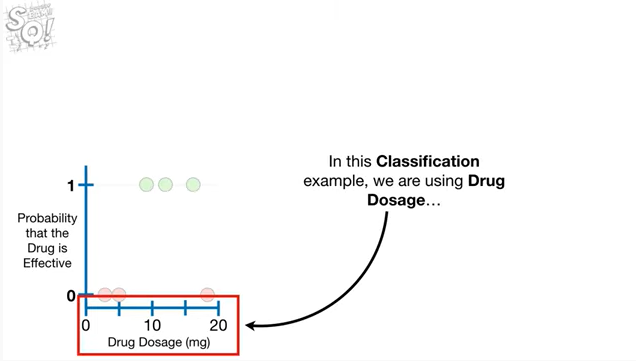 SQ!
In this Classification
example, we are using Drug
Dosage…
1
Probability
that the
Drug is
Effective
0
0 10 20
Drug Dosage (mg)